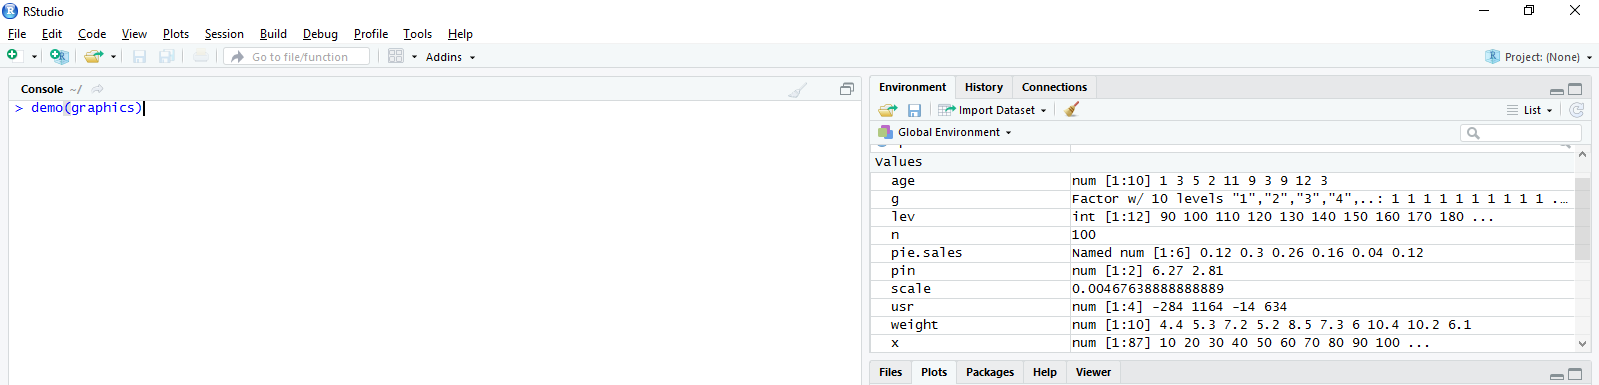 RStudio
File Edit Code View Plots Session Build Debug Profile Tools Help
Go to file/function Addins Project: (None)
Console ~/
> demo(graphics)
Environment History Connections
Import Dataset List
Global Environment
Values
age num [1:10] 1 3 5 2 11 9 3 9 12 3
g Factor w/ 10 levels "1","2","3","4",..: 1 1 1 1 1 1 1 1 1 1 ...
lev int [1:12] 90 100 110 120 130 140 150 160 170 180 ...
n 100
pie.sales Named num [1:6] 0.12 0.3 0.26 0.16 0.04 0.12
pin num [1:2] 6.27 2.81
scale 0.00467638888888889
usr num [1:4] -284 1164 -14 634
weight num [1:10] 4.4 5.3 7.2 5.2 8.5 7.3 6 10.4 10.2 6.1
x num [1:87] 10 20 30 40 50 60 70 80 90 100 ...
Files Plots Packages Help Viewer